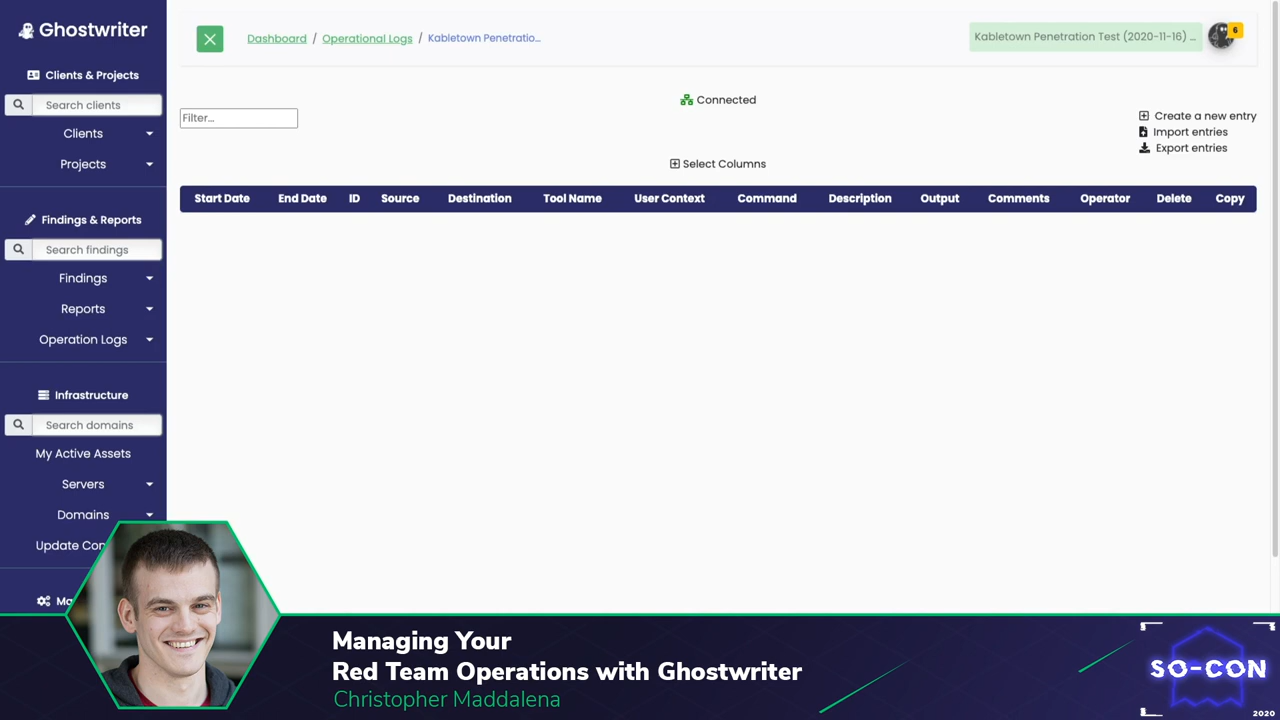 Ghostwriter
Dashboard / Operational Logs / Kabletown Penetratio...
Kabletown Penetration Test (2020-11-16) ...
6
Clients & Projects
Search clients
Clients
Projects
Findings & Reports
Search findings
Findings
Reports
Operation Logs
Infrastructure
Search domains
My Active Assets
Servers
Domains
Connected
Filter...
Create a new entry
Import entries
Export entries
Select Columns
Start Date End Date ID Source Destination Tool Name User Context Command Description Output Comments Operator Delete Copy
Managing Your
Red Team Operations with Ghostwriter
Christopher Maddalena
SO-CON
2020